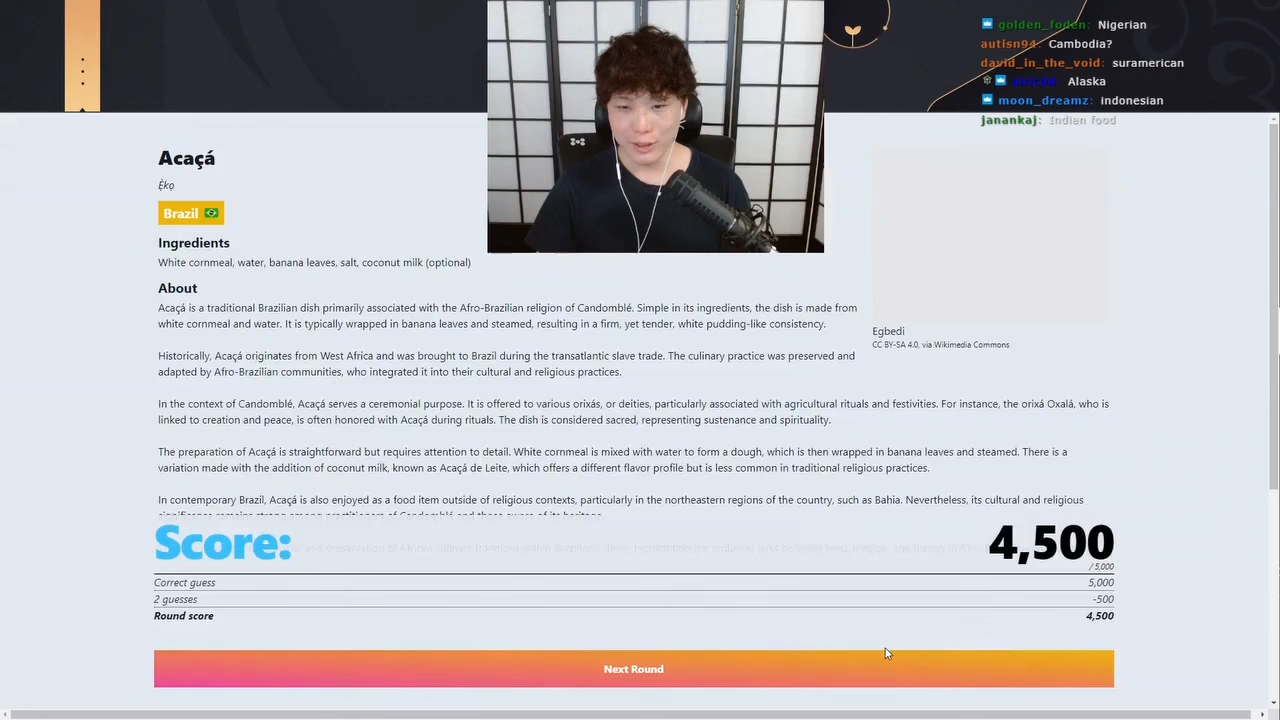 golden_foden: Nigerian
autisn94: Cambodia?
david_in_the_void: suramerican
Alaska
moon_dreamz: indonesian
janankaj: Indian food
Acaçá
Ẹ̀kọ
Brazil
Ingredients
White cornmeal, water, banana leaves, salt, coconut milk (optional)
About
Acaçá is a traditional Brazilian dish primarily associated with the Afro-Brazilian religion of Candomblé. Simple in its ingredients, the dish is made from
white cornmeal and water. It is typically wrapped in banana leaves and steamed, resulting in a firm, yet tender, white pudding-like consistency.
Egbedi
CC BY-SA 4.0, via Wikimedia Commons
Historically, Acaçá originates from West Africa and was brought to Brazil during the transatlantic slave trade. The culinary practice was preserved and
adapted by Afro-Brazilian communities, who integrated it into their cultural and religious practices.
In the context of Candomblé, Acaçá serves a ceremonial purpose. It is offered to various orixás, or deities, particularly associated with agricultural rituals and festivities. For instance, the orixá Oxalá, who is
linked to creation and peace, is often honored with Acaçá during rituals. The dish is considered sacred, representing sustenance and spirituality.
The preparation of Acaçá is straightforward but requires attention to detail. White cornmeal is mixed with water to form a dough, which is then wrapped in banana leaves and steamed. There is a
variation made with the addition of coconut milk, known as Acaçá de Leite, which offers a different flavor profile but is less common in traditional religious practices.
In contemporary Brazil, Acaçá is also enjoyed as a food item outside of religious contexts, particularly in the northeastern regions of the country, such as Bahia. Nevertheless, its cultural and religious
Score: 4,500
/ 5,000
Correct guess 5,000
2 guesses -500
Round score 4,500
Next Round